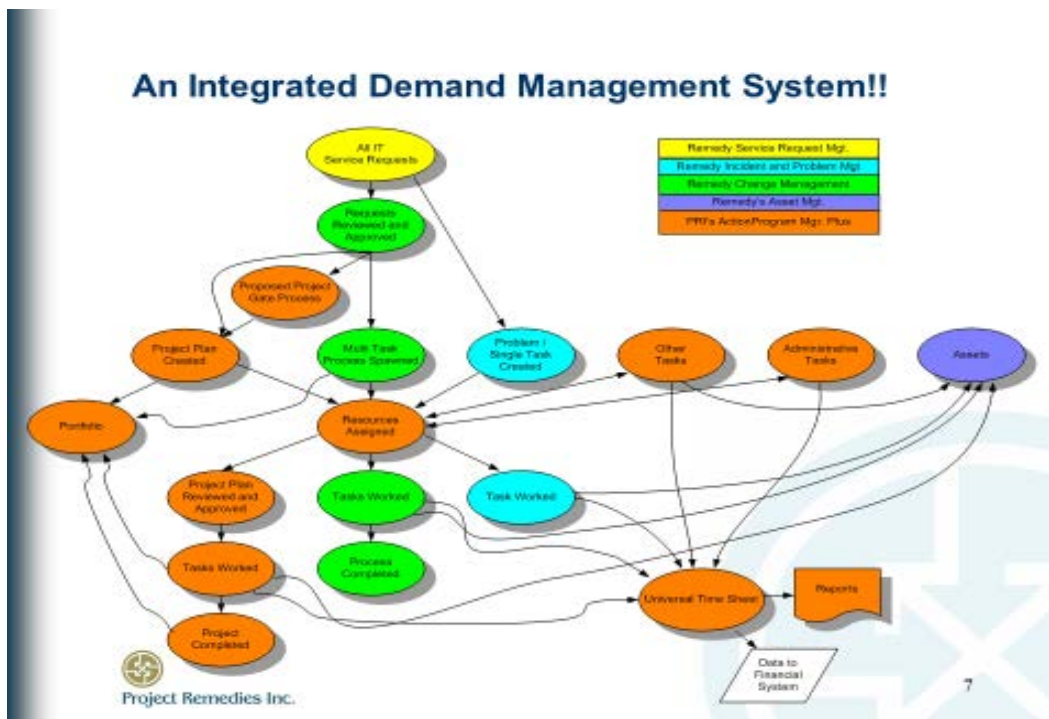 An Integrated Demand Management System!!
All IT
Service Requests
Remedy Service Request Mgt.
Remedy Incident and Problem Mgt
Remedy Change Management
Remedy's Asset Mgt.
PRI's ActionProgram Mgr. Plus
Requests
Reviewed and
Approved
Proposed Project
Gate Process
Project Plan
Created
Multi Task
Process Spawned
Problem /
Single Task
Created
Other
Tasks
Administrative
Tasks
Assets
Portfolio
Resources
Assigned
Project Plan
Reviewed and
Approved
Tasks Worked
Task Worked
Tasks Worked
Process
Completed
Universal Time Sheet
Reports
Project
Completed
Data to
Financial
System
Project Remedies Inc.
7